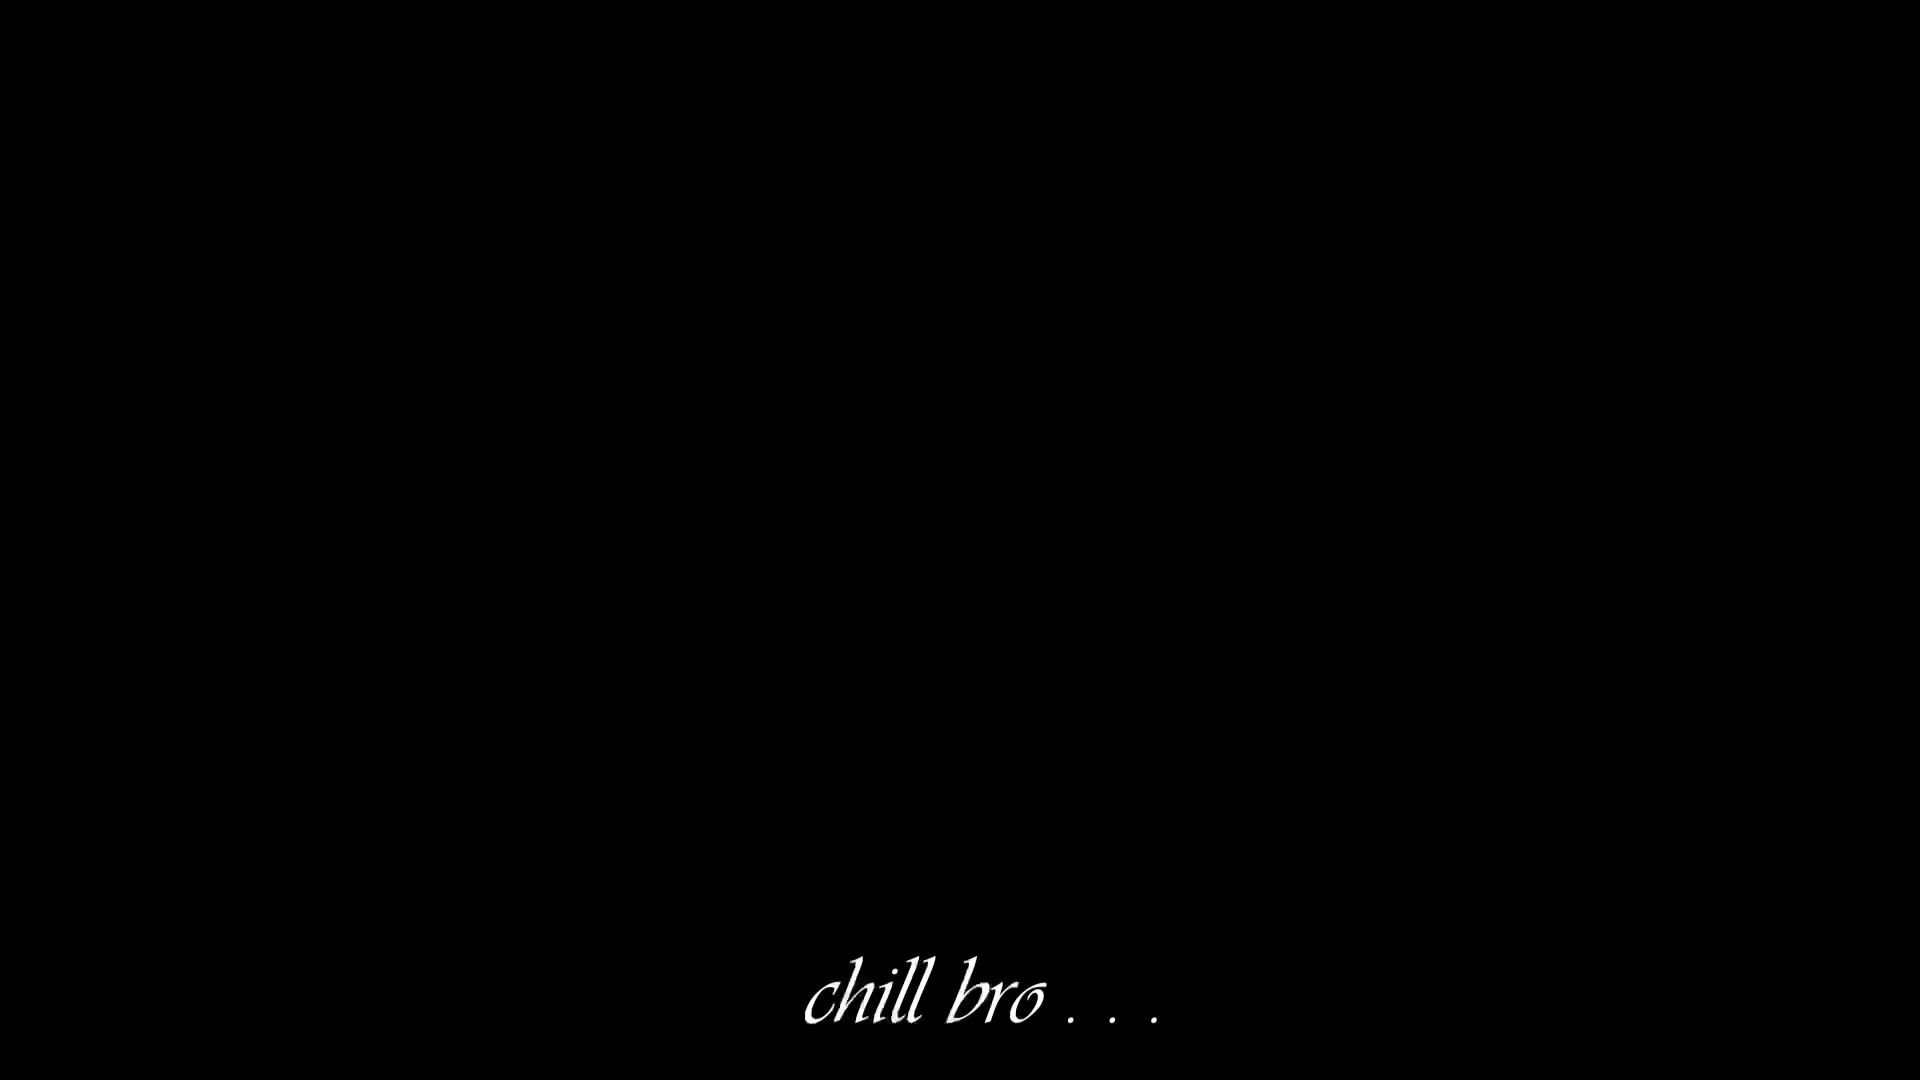 chill bro . . .